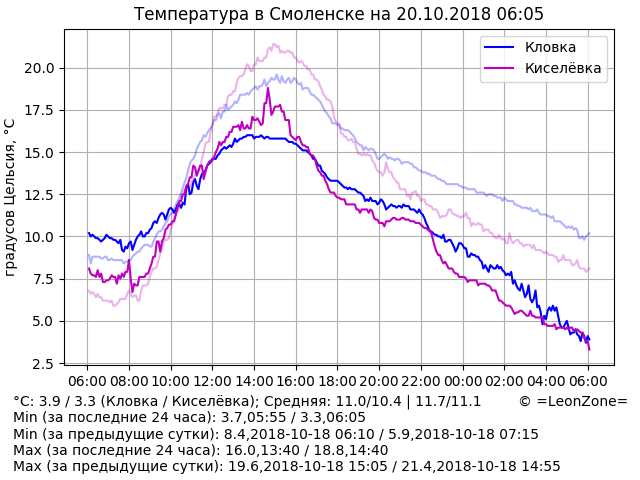 Температура в Смоленске на 20.10.2018 06:05
Кловка
Киселёвка
градусов Цельсия, °C
20.0
17.5
15.0
12.5
10.0
7.5
5.0
2.5
06:00 08:00 10:00 12:00 14:00 16:00 18:00 20:00 22:00 00:00 02:00 04:00 06:00
°C: 3.9 / 3.3 (Кловка / Киселёвка); Средняя: 11.0/10.4 | 11.7/11.1 © =LeonZone=
Min (за последние 24 часа): 3.7,05:55 / 3.3,06:05
Min (за предыдущие сутки): 8.4,2018-10-18 06:10 / 5.9,2018-10-18 07:15
Max (за последние 24 часа): 16.0,13:40 / 18.8,14:40
Max (за предыдущие сутки): 19.6,2018-10-18 15:05 / 21.4,2018-10-18 14:55